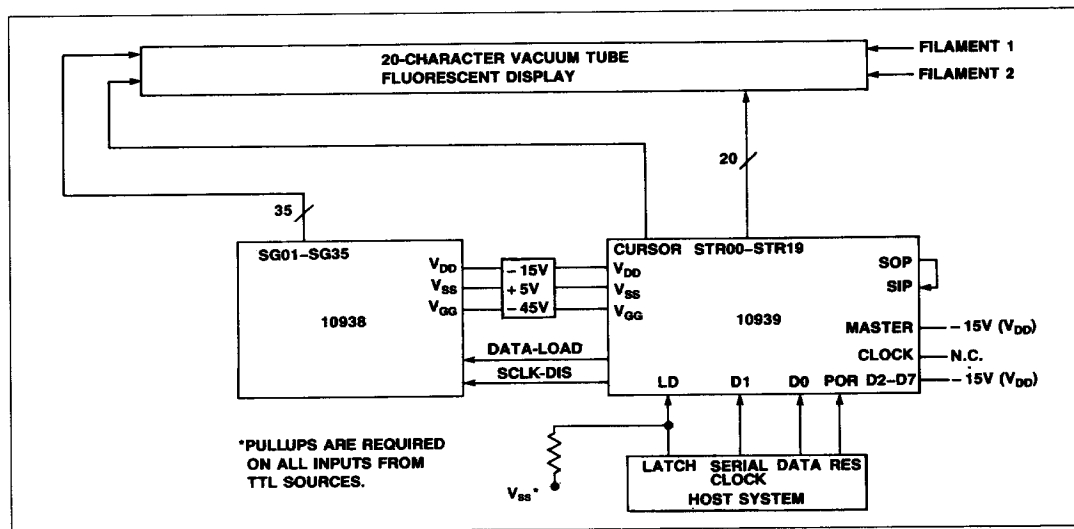 20-CHARACTER VACUUM TUBE
FLUORESCENT DISPLAY
FILAMENT 1
FILAMENT 2
20
35
SG01–SG35
10938
VDD
VSS
VGG
– 15V
+ 5V
– 45V
CURSOR STR00–STR19
VDD
VSS
VGG
10939
SOP
SIP
MASTER
– 15V (VDD)
CLOCK
N.C.
D2–D7
– 15V (VDD)
DATA-LOAD
SCLK-DIS
LD
D1
D0
POR
*PULLUPS ARE REQUIRED
ON ALL INPUTS FROM
TTL SOURCES.
VSS*
LATCH SERIAL DATA RES
CLOCK
HOST SYSTEM